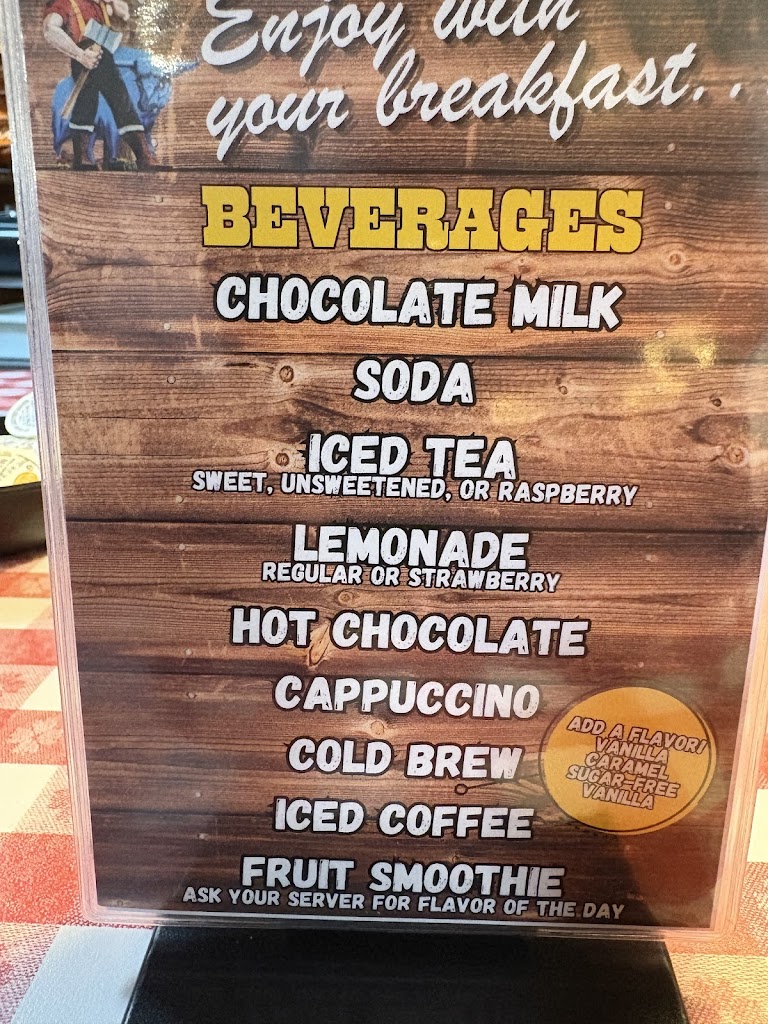 Enjoy with
your breakfast...
BEVERAGES
CHOCOLATE MILK
SODA
ICED TEA
SWEET, UNSWEETENED, OR RASPBERRY
LEMONADE
REGULAR OR STRAWBERRY
HOT CHOCOLATE
CAPPUCCINO
COLD BREW
ICED COFFEE
ADD A FLAVOR!
VANILLA
CARAMEL
SUGAR-FREE
VANILLA
FRUIT SMOOTHIE
ASK YOUR SERVER FOR FLAVOR OF THE DAY